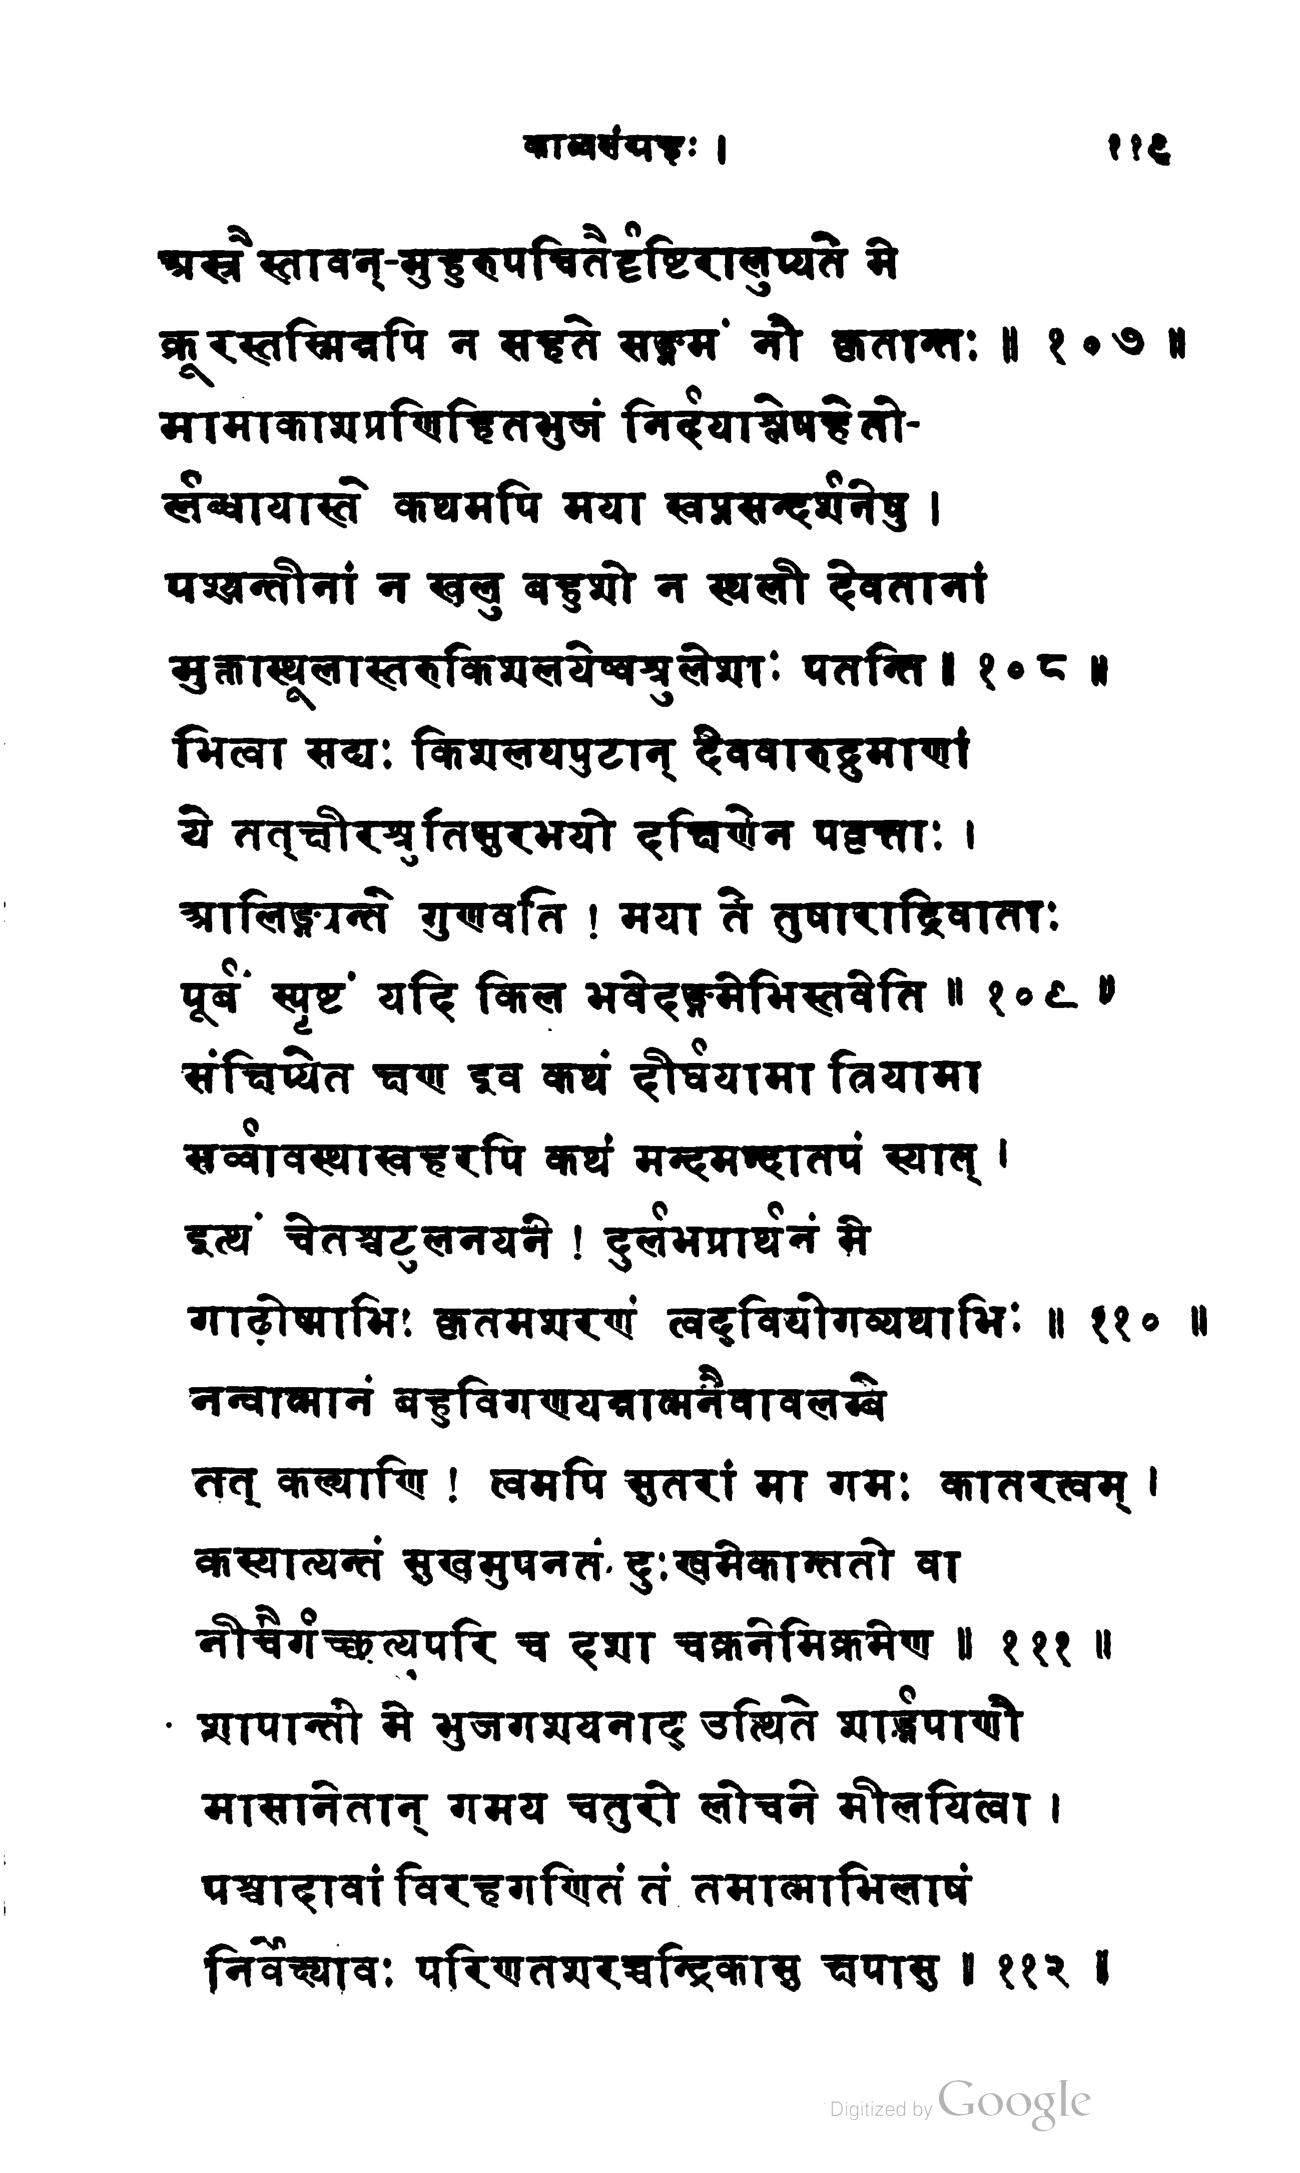 काव्यसंग्रहः । ११९
अस्रैस्तावन्-मुहुरुपचितैर्दृष्टिरालुप्यते मे
क्रूरस्तस्मिन्नपि न सहते सङ्गमं नौ कृतान्तः ॥ १०७ ॥
मामाकाशप्रणिहितभुजं निर्दयाश्लेषहेतो-
र्लब्धायास्ते कथमपि मया स्वप्नसन्दर्शनेषु ।
पश्यन्तीनां न खलु बहुशो न स्थली देवतानां
मुक्तास्थूलास्तरुकिशलयेष्वश्रुलेशाः पतन्ति ॥ १०८ ॥
भित्वा सद्यः किशलयपुटान् दैववारुद्रुमाणां
ये तत्क्षीरश्रुतिसुरभयो दक्षिणेन पवृत्ताः ।
आलिङ्ग्यन्ते गुणवति ! मया ते तुषाराद्रिवाताः
पूर्बं स्पृष्टं यदि किल भवेदङ्गमेभिस्तवेति ॥ १०९ ॥
संक्षिप्येत क्षण इव कथं दीर्घयामा त्रियामा
सर्व्वावस्थास्वहरपि कथं मन्दमन्दातपं स्यात् ।
इत्थं चेतश्चटुलनयने ! दुर्लभप्रार्थनं मे
गाढ़ोष्माभिः कृतमशरणं त्वद्वियोगव्यथाभिः ॥ ११० ॥
नन्वात्मानं बहुविगणयन्नात्मनैवावलम्बे
तत् कल्याणि ! त्वमपि सुतरां मा गमः कातरत्वम् ।
कस्यात्यन्तं सुखमुपनतं दुःखमेकान्ततो वा
नीचैर्गच्छत्युपरि च दशा चक्रनेमिक्रमेण ॥ १११ ॥
शापान्तो मे भुजगशयनाद् उत्थिते शार्ङ्गपाणौ
मासानेतान् गमय चतुरो लोचने मीलयित्वा ।
पश्चादावां विरहगणितं तं तमात्माभिलाषं
निर्वेक्ष्यावः परिणतशरच्चन्द्रिकासु क्षपासु ॥ ११२ ॥
Digitized by Google